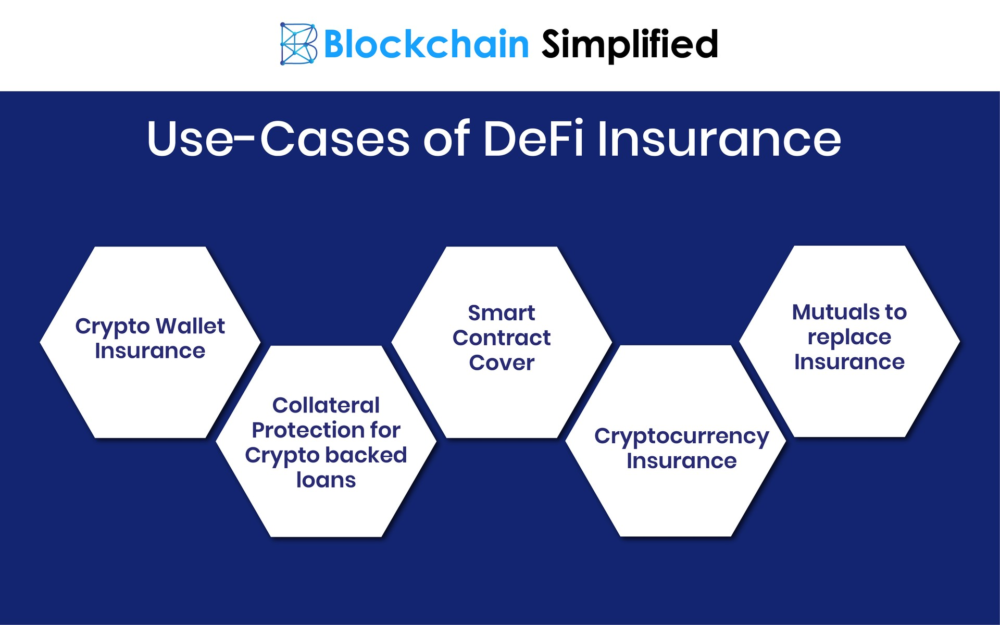 Blockchain Simplified
Use-Cases of DeFi Insurance
Crypto Wallet
Insurance
Collateral
Protection for
Crypto backed
loans
Smart
Contract
Cover
Cryptocurrency
Insurance
Mutuals to
replace
Insurance